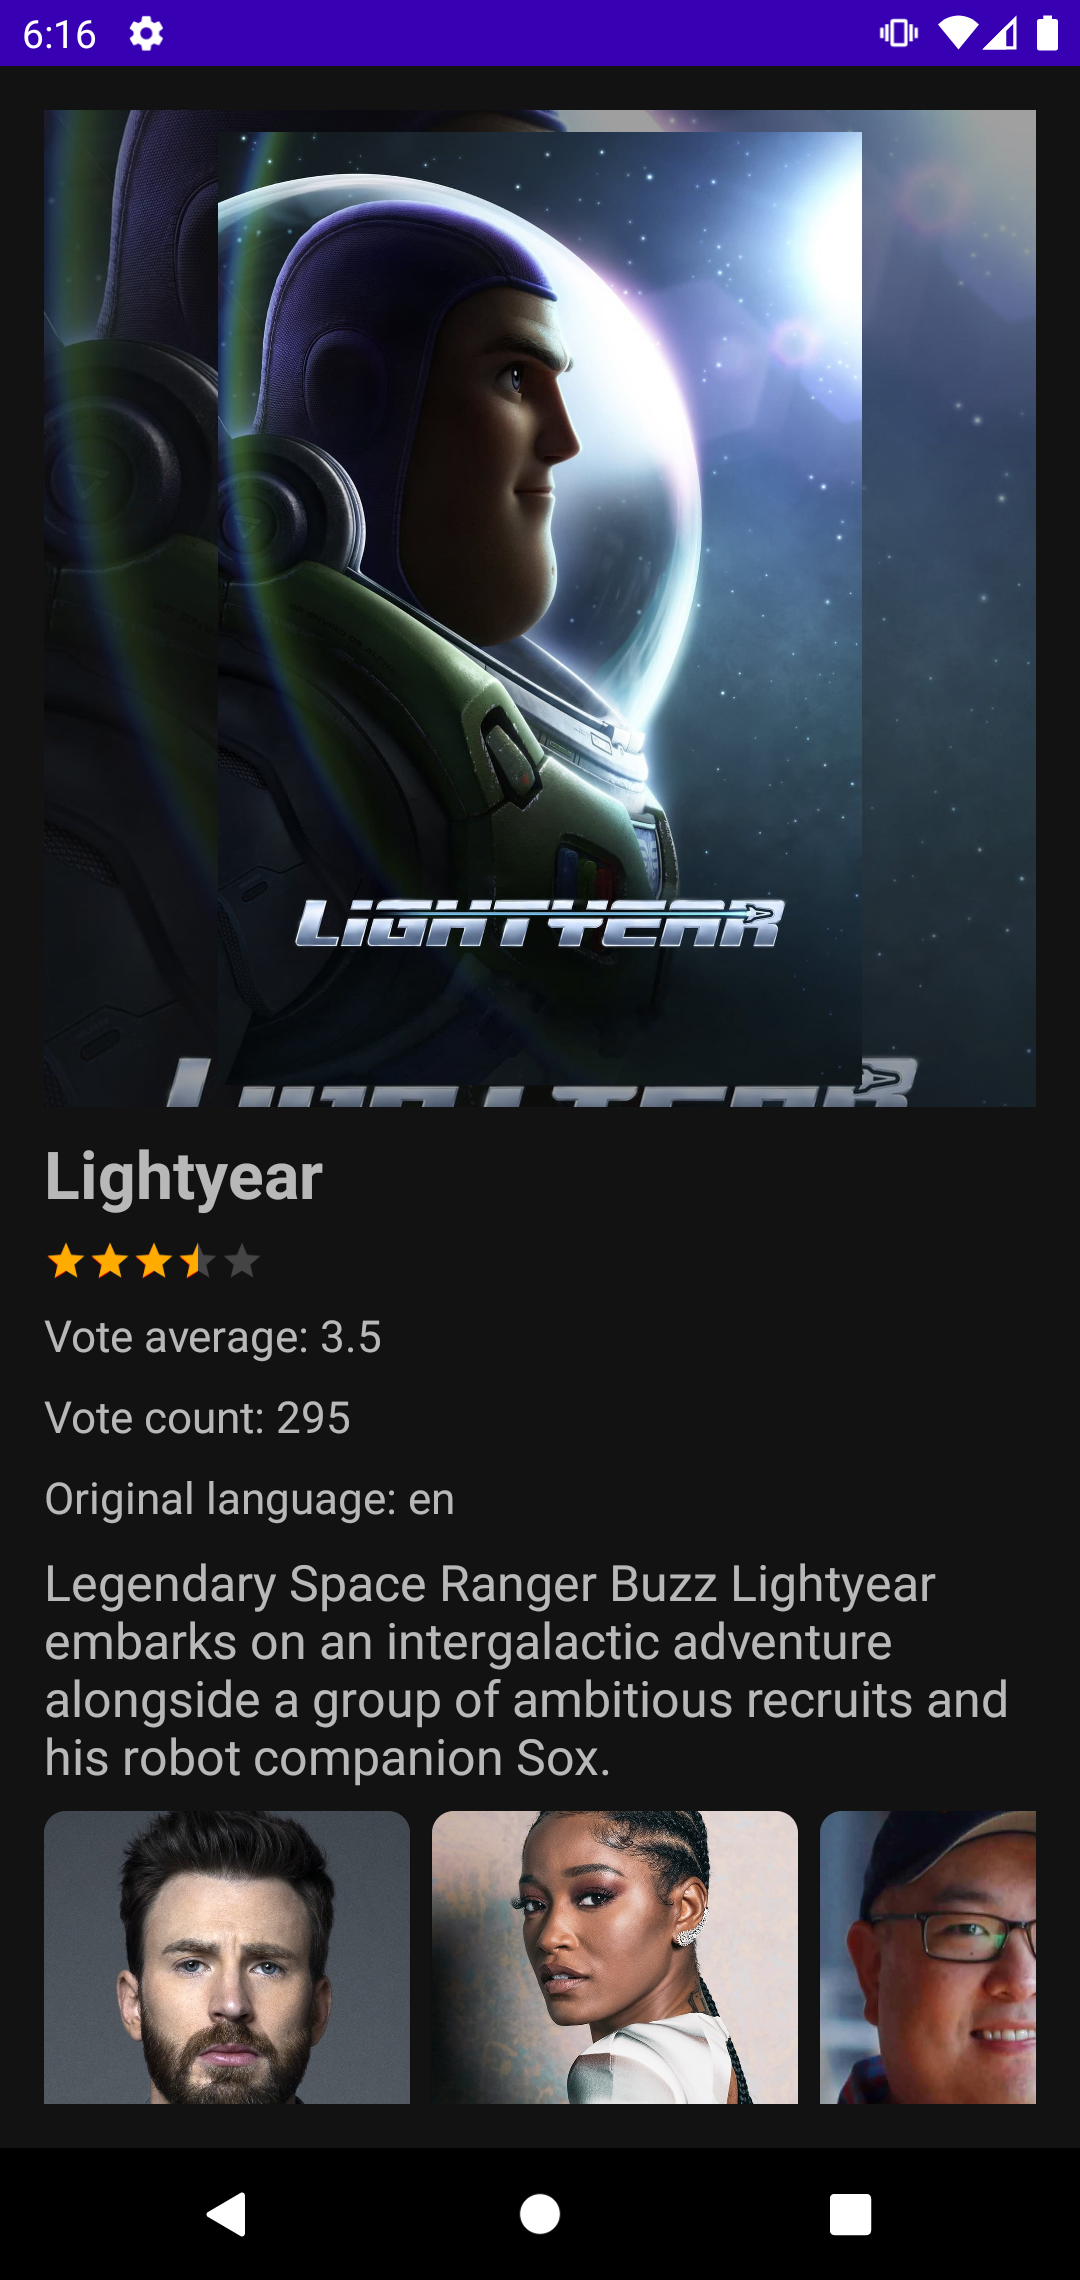 6:16
LIGHTYEAR
Lightyear
Vote average: 3.5
Vote count: 295
Original language: en
Legendary Space Ranger Buzz Lightyear
embarks on an intergalactic adventure
alongside a group of ambitious recruits and
his robot companion Sox.